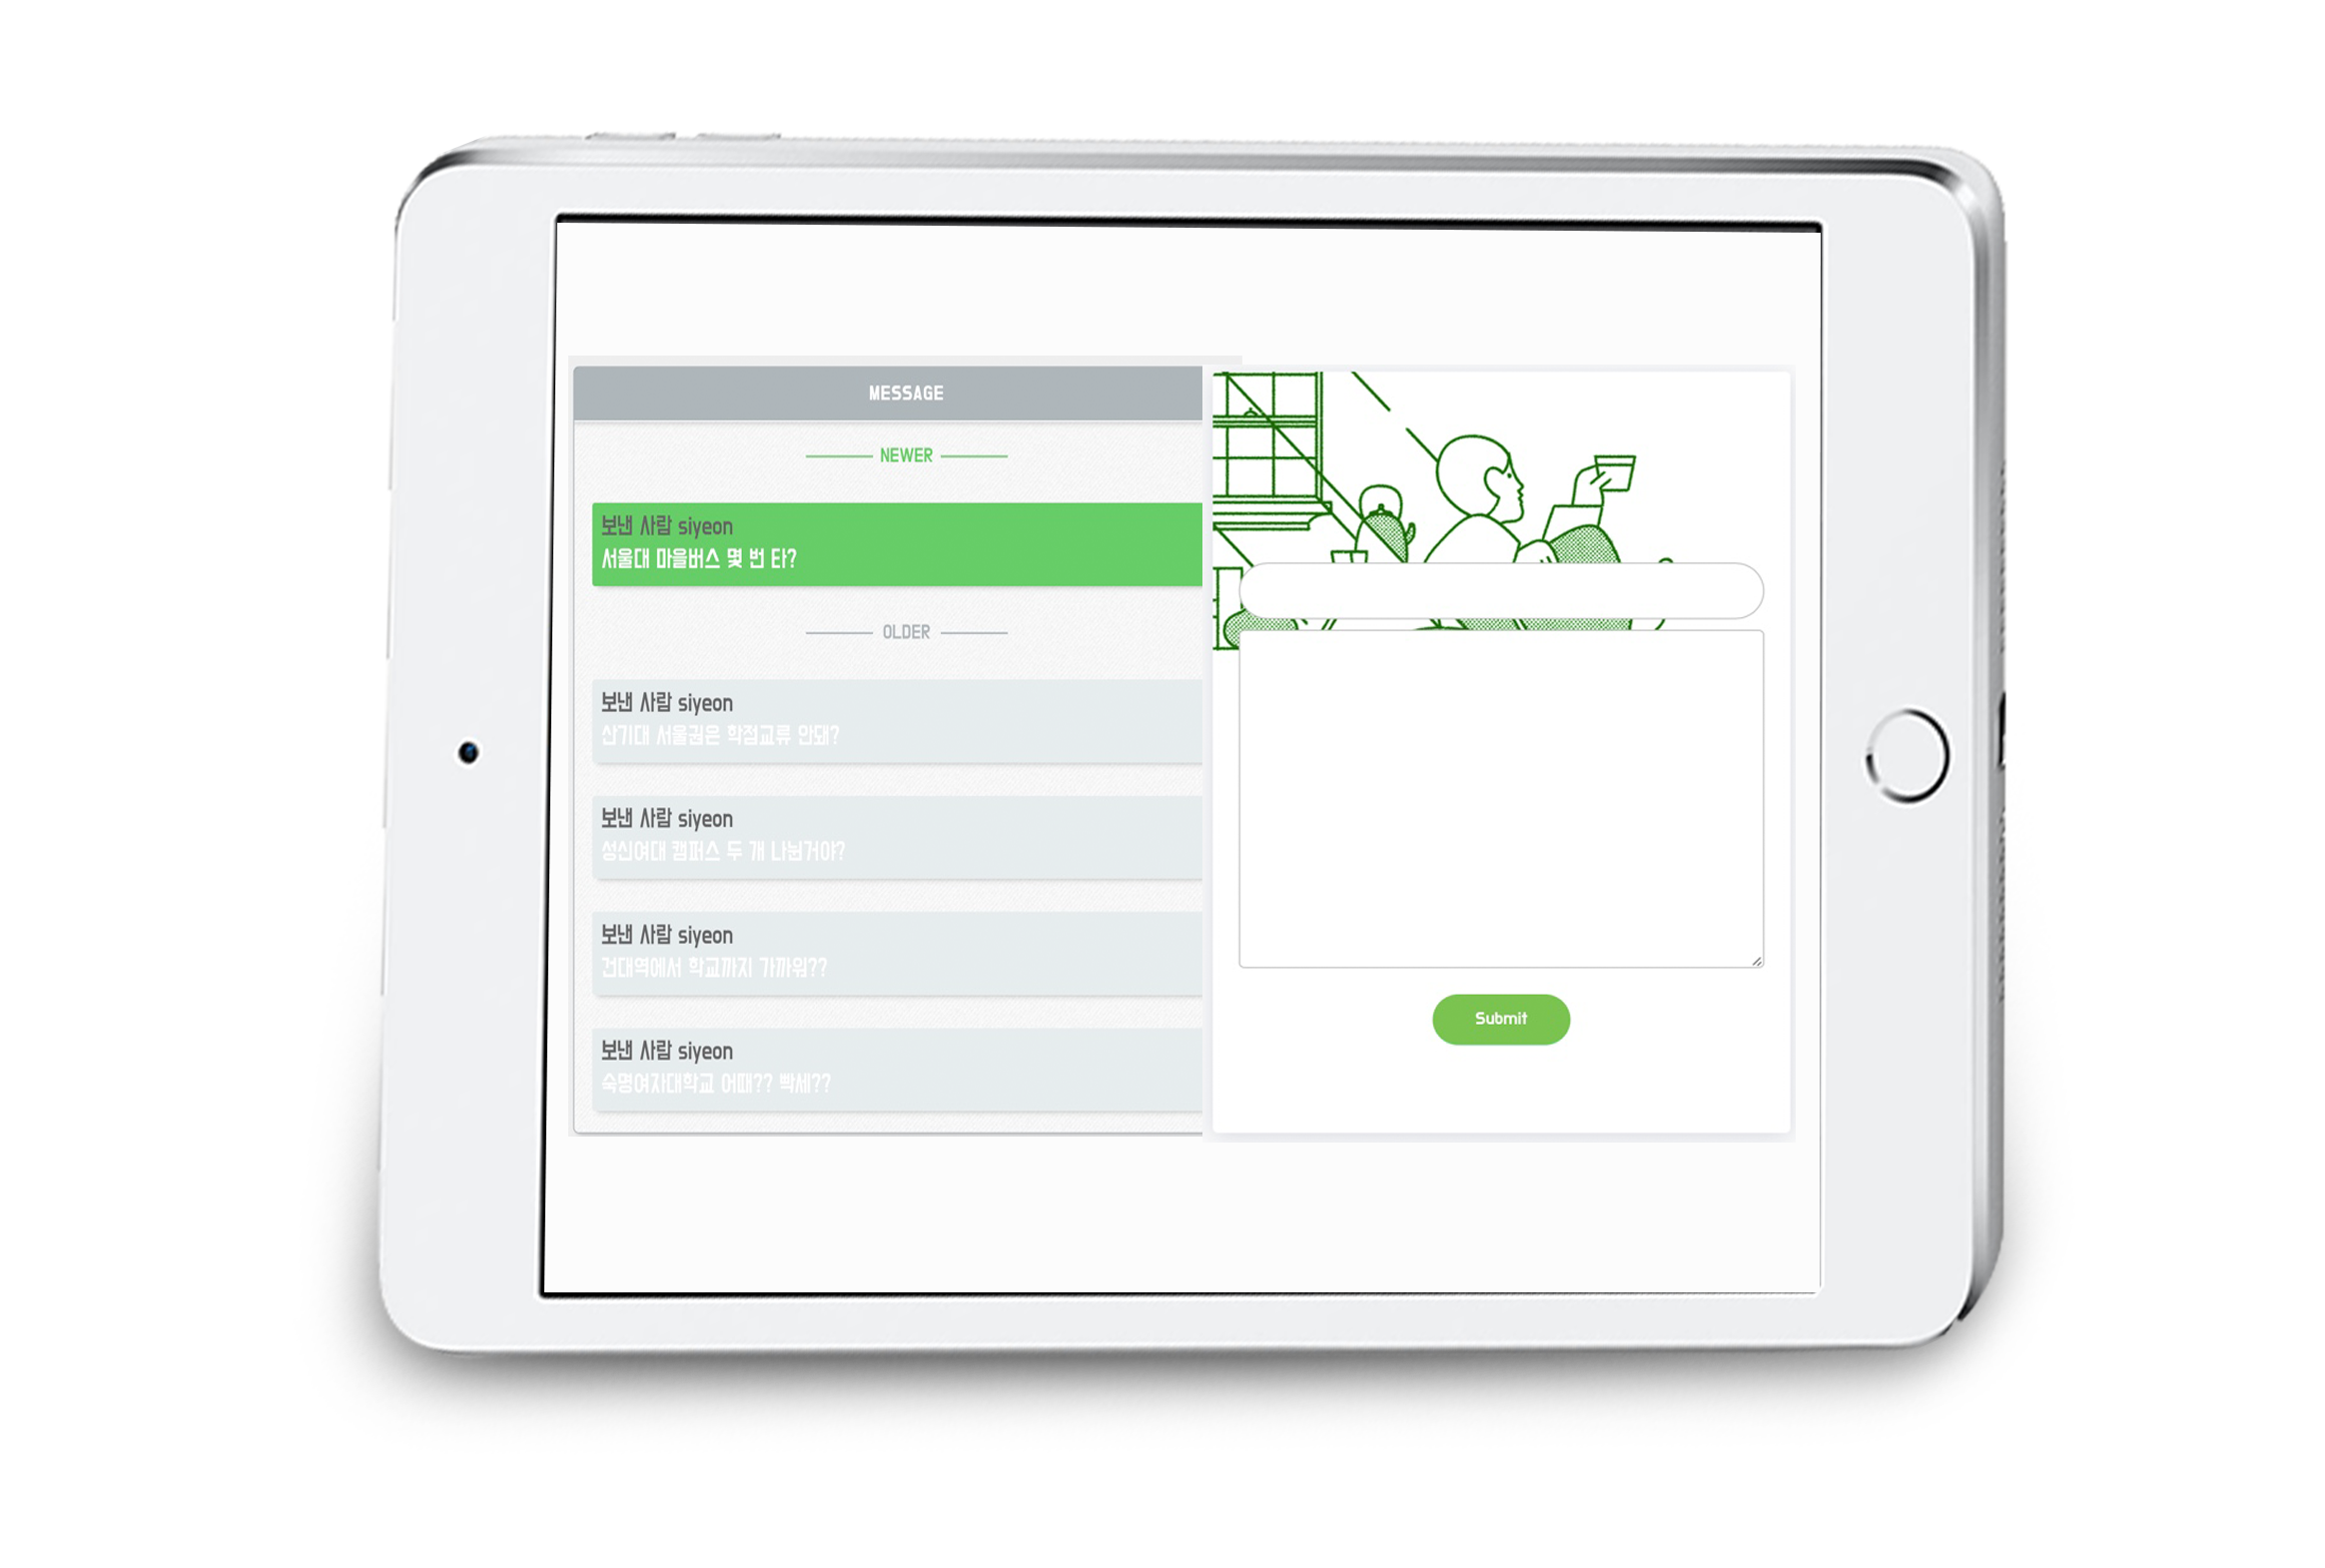 MESSAGE
NEWER
보낸 사람 siyeon
서울대 마을버스 몇 번 타?
OLDER
보낸 사람 siyeon
산기대 서울권은 학점교류 안돼?
보낸 사람 siyeon
성신여대 캠퍼스 두 개 나뉜거야?
보낸 사람 siyeon
건대역에서 학교까지 가까워??
보낸 사람 siyeon
숙명여자대학교 어때?? 빡세??
Submit